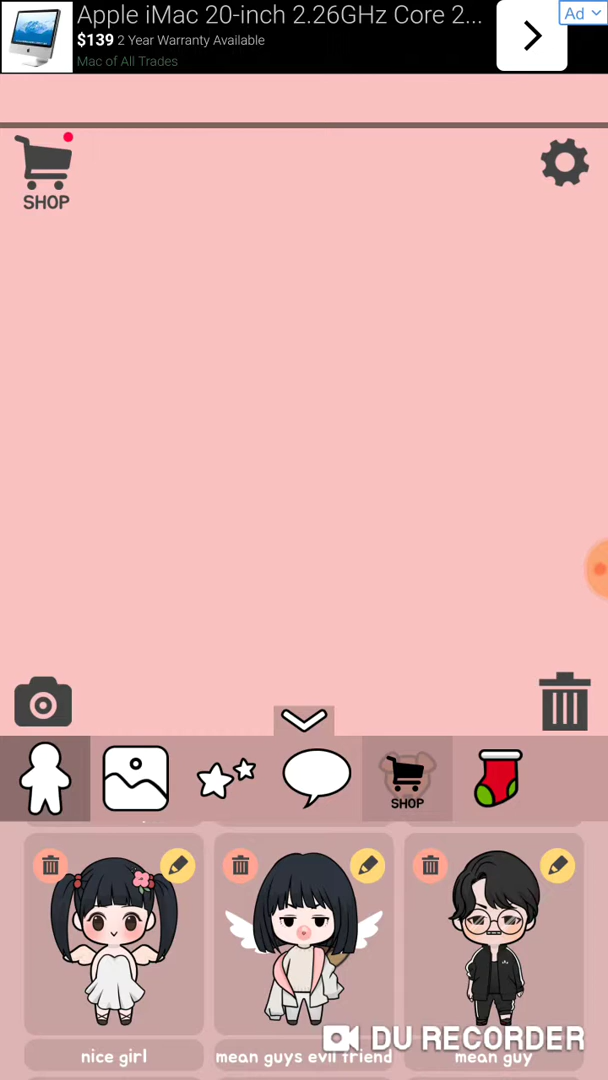 Apple iMac 20-inch 2.26GHz Core 2...
$139 2 Year Warranty Available
Mac of All Trades
Ad
SHOP
SHOP
nice girl
mean guys evil friend
mean guy
DU RECORDER